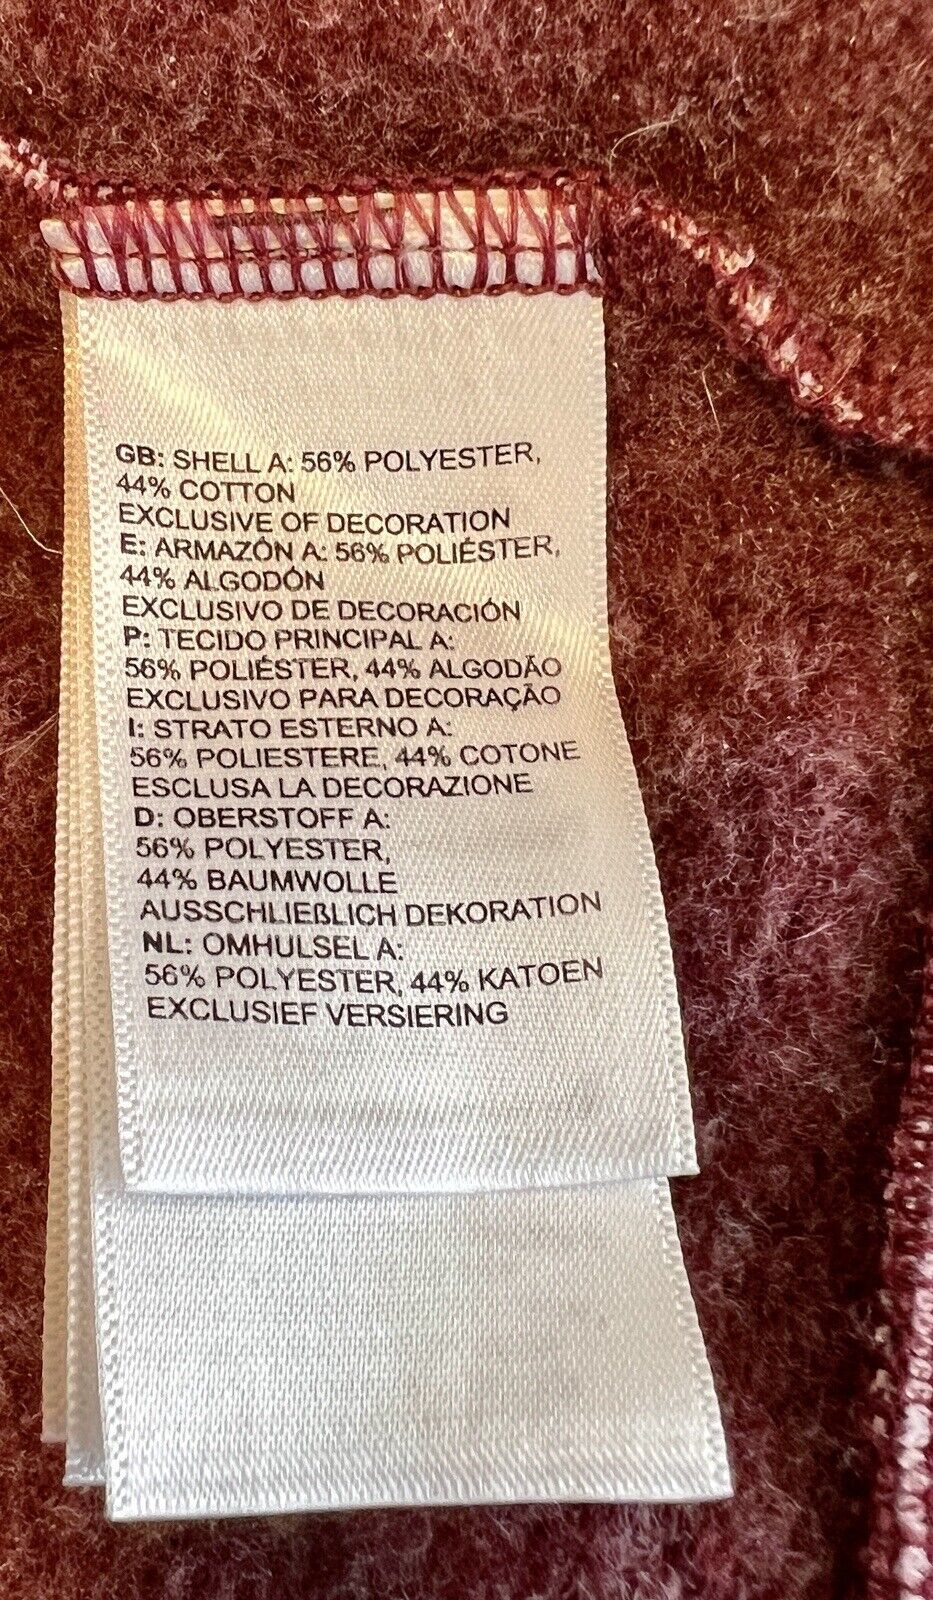 GB: SHELL A: 56% POLYESTER,
44% COTTON
EXCLUSIVE OF DECORATION
E: ARMAZÓN A: 56% POLIÉSTER,
44% ALGODÓN
EXCLUSIVO DE DECORACIÓN
P: TECIDO PRINCIPAL A:
56% POLIÉSTER, 44% ALGODÃO
EXCLUSIVO PARA DECORAÇÃO
I: STRATO ESTERNO A:
56% POLIESTERE, 44% COTONE
ESCLUSA LA DECORAZIONE
D: OBERSTOFF A:
56% POLYESTER,
44% BAUMWOLLE
AUSSCHLIEßLICH DEKORATION
NL: OMHULSEL A:
56% POLYESTER, 44% KATOEN
EXCLUSIEF VERSIERING